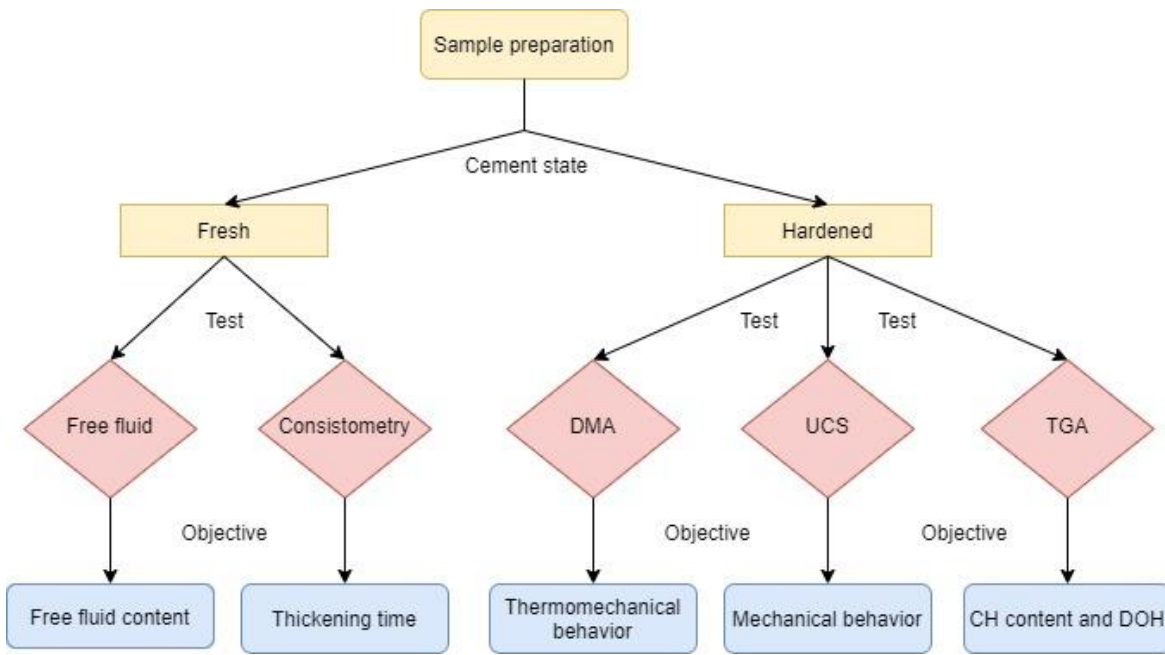 Sample preparation
Cement state
Fresh
Hardened
Test
Test
Test
Free fluid
Consistometry
DMA
UCS
TGA
Objective
Objective
Objective
Free fluid content
Thickening time
Thermomechanical
behavior
Mechanical behavior
CH content and DOH